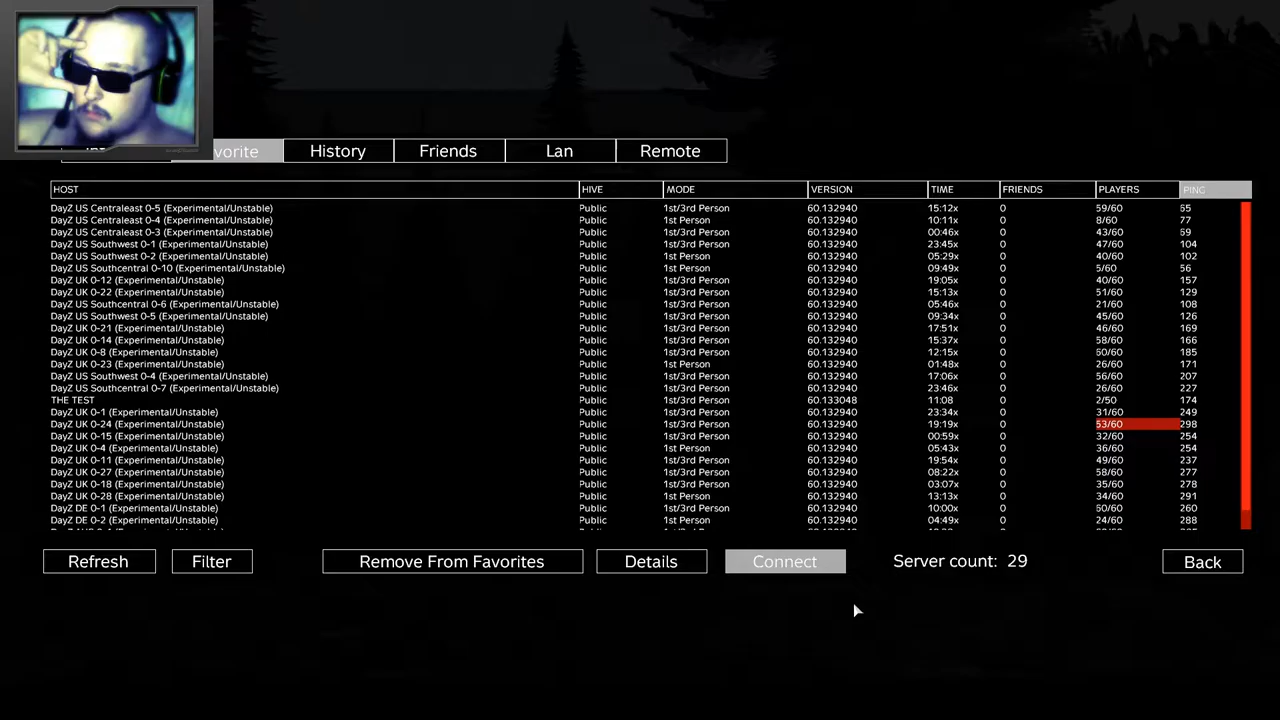 vorite History Friends Lan Remote
HOST HIVE MODE VERSION TIME FRIENDS PLAYERS PING
DayZ US Centraleast 0-5 (Experimental/Unstable) Public 1st/3rd Person 60.132940 15:12x 0 59/60 65
DayZ US Centraleast 0-4 (Experimental/Unstable) Public 1st Person 60.132940 10:11x 0 8/60 77
DayZ US Centraleast 0-3 (Experimental/Unstable) Public 1st/3rd Person 60.132940 00:46x 0 43/60 69
DayZ US Southwest 0-1 (Experimental/Unstable) Public 1st/3rd Person 60.132940 23:45x 0 47/60 104
DayZ US Southwest 0-2 (Experimental/Unstable) Public 1st Person 60.132940 05:29x 0 40/60 102
DayZ US Southcentral 0-10 (Experimental/Unstable) Public 1st Person 60.132940 09:49x 0 5/60 56
DayZ UK 0-12 (Experimental/Unstable) Public 1st/3rd Person 60.132940 19:05x 0 40/60 157
DayZ UK 0-22 (Experimental/Unstable) Public 1st/3rd Person 60.132940 15:13x 0 51/60 129
DayZ US Southcentral 0-6 (Experimental/Unstable) Public 1st/3rd Person 60.132940 05:46x 0 21/60 108
DayZ US Southwest 0-5 (Experimental/Unstable) Public 1st/3rd Person 60.132940 09:34x 0 45/60 126
DayZ UK 0-21 (Experimental/Unstable) Public 1st/3rd Person 60.132940 17:51x 0 46/60 169
DayZ UK 0-14 (Experimental/Unstable) Public 1st/3rd Person 60.132940 15:37x 0 58/60 166
DayZ UK 0-8 (Experimental/Unstable) Public 1st/3rd Person 60.132940 12:15x 0 50/60 185
DayZ UK 0-23 (Experimental/Unstable) Public 1st Person 60.132940 01:48x 0 26/60 171
DayZ US Southwest 0-4 (Experimental/Unstable) Public 1st/3rd Person 60.132940 17:06x 0 56/60 207
DayZ US Southcentral 0-7 (Experimental/Unstable) Public 1st/3rd Person 60.132940 23:46x 0 26/60 227
THE TEST Public 1st/3rd Person 60.133048 11:08 0 2/50 174
DayZ UK 0-1 (Experimental/Unstable) Public 1st/3rd Person 60.132940 23:34x 0 31/60 249
DayZ UK 0-24 (Experimental/Unstable) Public 1st/3rd Person 60.132940 19:19x 0 53/60 298
DayZ UK 0-15 (Experimental/Unstable) Public 1st/3rd Person 60.132940 00:59x 0 32/60 254
DayZ UK 0-4 (Experimental/Unstable) Public 1st Person 60.132940 05:43x 0 36/60 254
DayZ UK 0-11 (Experimental/Unstable) Public 1st/3rd Person 60.132940 19:54x 0 49/60 237
DayZ UK 0-27 (Experimental/Unstable) Public 1st/3rd Person 60.132940 08:22x 0 58/60 277
DayZ UK 0-18 (Experimental/Unstable) Public 1st/3rd Person 60.132940 03:07x 0 35/60 278
DayZ UK 0-28 (Experimental/Unstable) Public 1st Person 60.132940 13:13x 0 34/60 291
DayZ DE 0-1 (Experimental/Unstable) Public 1st/3rd Person 60.132940 10:00x 0 50/60 260
DayZ DE 0-2 (Experimental/Unstable) Public 1st Person 60.132940 04:49x 0 24/60 288
Refresh Filter Remove From Favorites Details Connect Server count: 29 Back